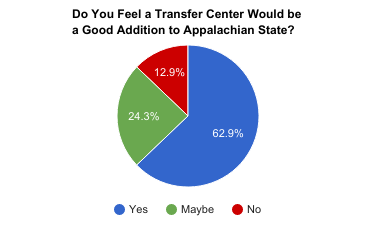 Do You Feel a Transfer Center Would be
a Good Addition to Appalachian State?
12.9%
24.3%
62.9%
Yes Maybe No